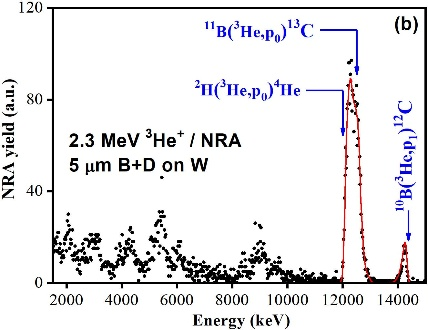 (b)
¹¹B(³He,p₀)¹³C
²H(³He,p₀)⁴He
¹⁰B(³He,p₁)¹²C
2.3 MeV ³He⁺ / NRA
5 μm B+D on W
NRA yield (a.u.)
120
80
40
0
2000 4000 6000 8000 10000 12000 14000
Energy (keV)